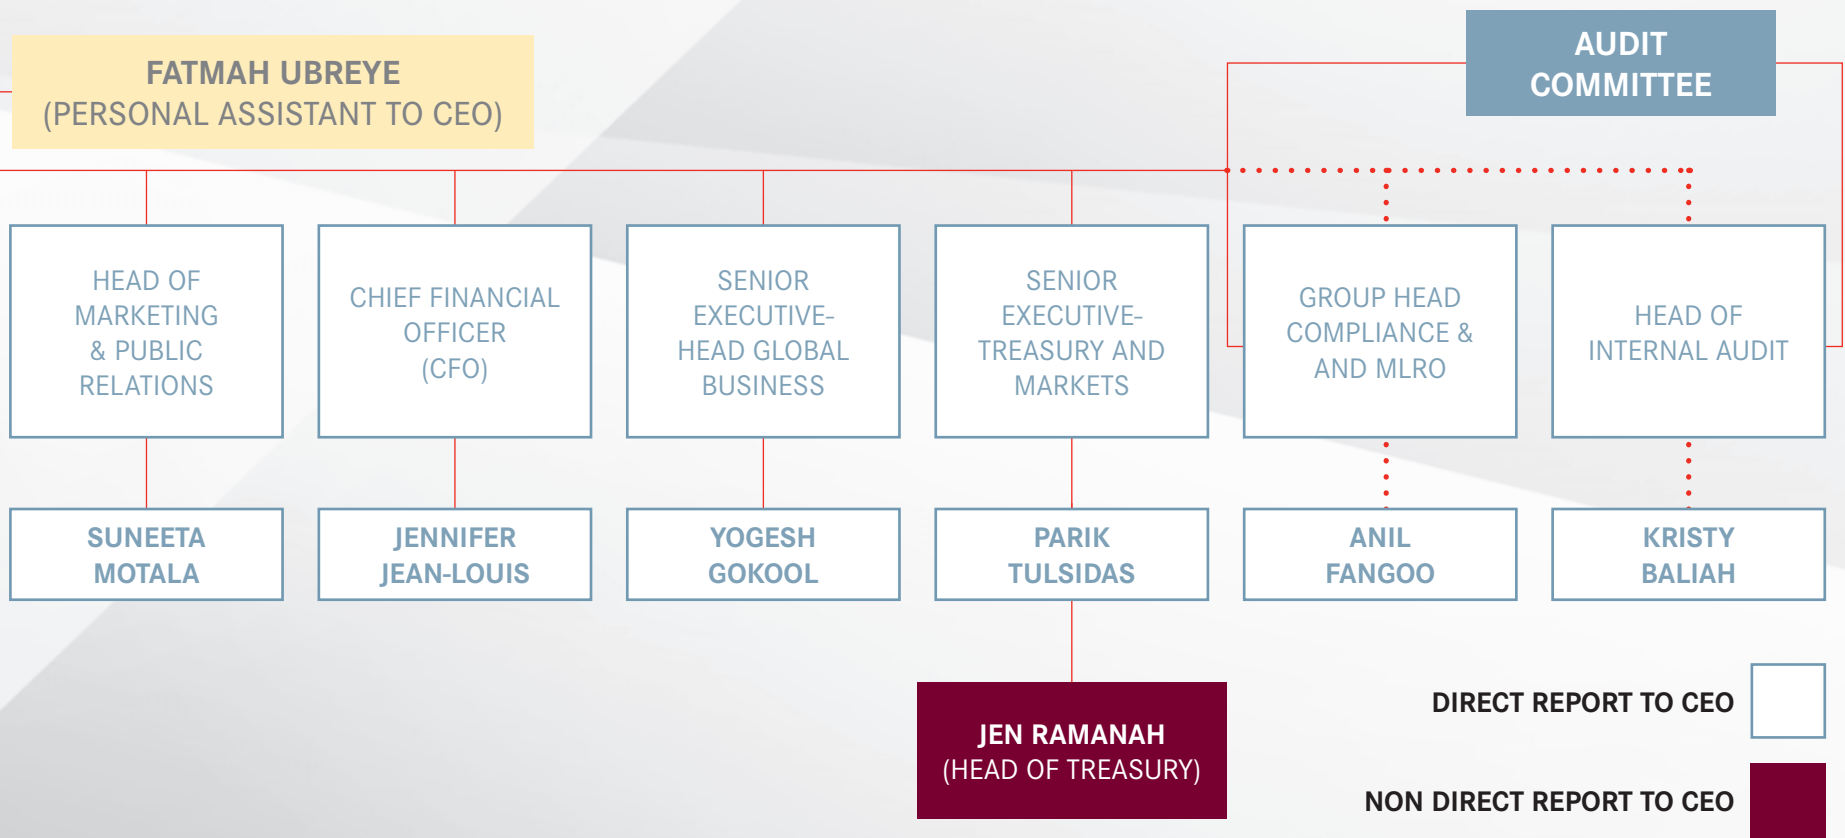 FATMAH UBREYE
(PERSONAL ASSISTANT TO CEO)
AUDIT
COMMITTEE
HEAD OF
MARKETING
& PUBLIC
RELATIONS
CHIEF FINANCIAL
OFFICER
(CFO)
SENIOR
EXECUTIVE-
HEAD GLOBAL
BUSINESS
SENIOR
EXECUTIVE-
TREASURY AND
MARKETS
GROUP HEAD
COMPLIANCE &
AND MLRO
HEAD OF
INTERNAL AUDIT
SUNEETA
MOTALA
JENNIFER
JEAN-LOUIS
YOGESH
GOKOOL
PARIK
TULSIDAS
ANIL
FANGOO
KRISTY
BALIAH
JEN RAMANAH
(HEAD OF TREASURY)
DIRECT REPORT TO CEO
NON DIRECT REPORT TO CEO